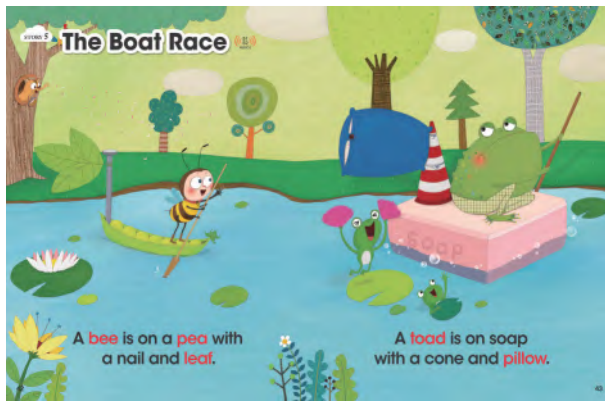 STORY 5 The Boat Race
soap
A bee is on a pea with
a nail and leaf.
A toad is on soap
with a cone and pillow.
43